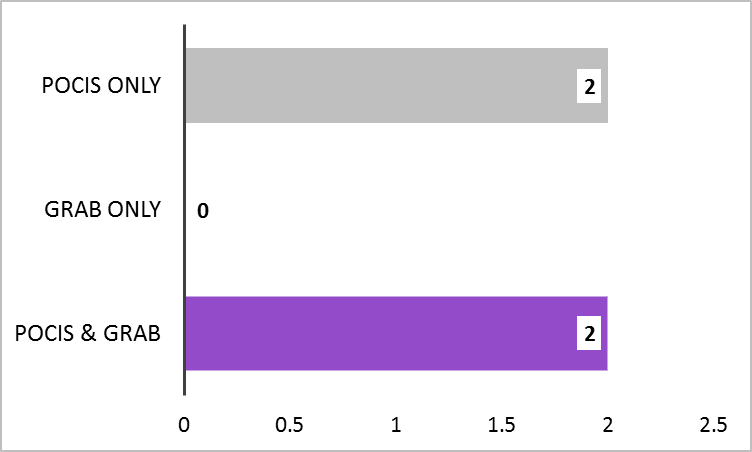 POCIS ONLY
2
GRAB ONLY
0
POCIS & GRAB
2
0 0.5 1 1.5 2 2.5